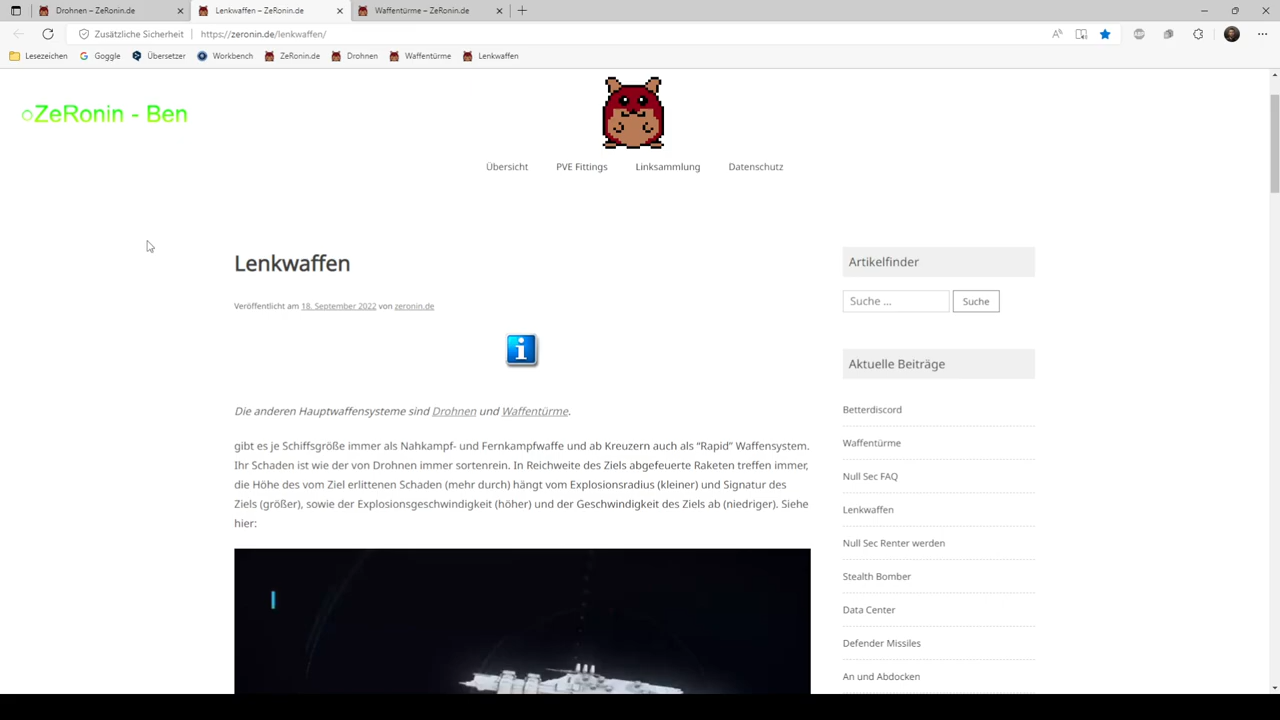 Drohnen – ZeRonin.de
Lenkwaffen – ZeRonin.de
Waffentürme – ZeRonin.de
Zusätzliche Sicherheit
https://zeronin.de/lenkwaffen/
Lesezeichen
Goggle
Übersetzer
Workbench
ZeRonin.de
Drohnen
Waffentürme
Lenkwaffen
○ZeRonin - Ben
Übersicht
PVE Fittings
Linksammlung
Datenschutz
Lenkwaffen
Veröffentlicht am 18. September 2022 von zeronin.de
Die anderen Hauptwaffensysteme sind Drohnen und Waffentürme.
gibt es je Schiffsgröße immer als Nahkampf- und Fernkampfwaffe und ab Kreuzern auch als “Rapid” Waffensystem.
Ihr Schaden ist wie der von Drohnen immer sortenrein. In Reichweite des Ziels abgefeuerte Raketen treffen immer,
die Höhe des vom Ziel erlittenen Schaden (mehr durch) hängt vom Explosionsradius (kleiner) und Signatur des
Ziels (größer), sowie der Explosionsgeschwindigkeit (höher) und der Geschwindigkeit des Ziels ab (niedriger). Siehe
hier:
Artikelfinder
Suche …
Suche
Aktuelle Beiträge
Betterdiscord
Waffentürme
Null Sec FAQ
Lenkwaffen
Null Sec Renter werden
Stealth Bomber
Data Center
Defender Missiles
An und Abdocken